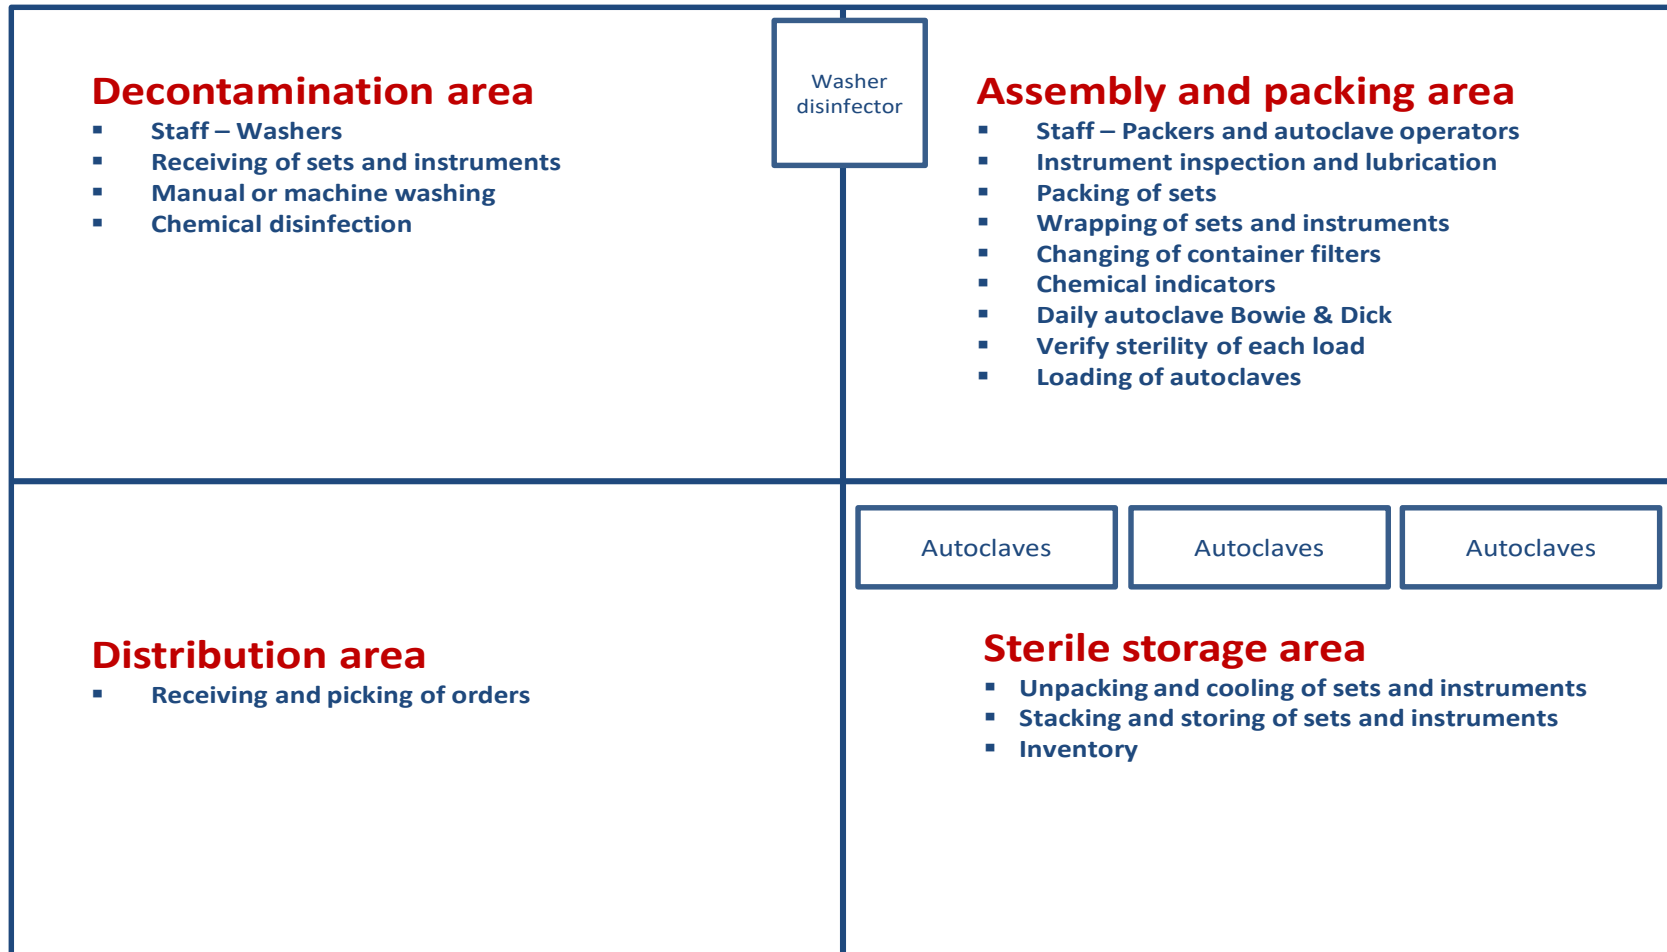 Decontamination area
▪ Staff – Washers
▪ Receiving of sets and instruments
▪ Manual or machine washing
▪ Chemical disinfection
Washer
disinfector
Assembly and packing area
▪ Staff – Packers and autoclave operators
▪ Instrument inspection and lubrication
▪ Packing of sets
▪ Wrapping of sets and instruments
▪ Changing of container filters
▪ Chemical indicators
▪ Daily autoclave Bowie & Dick
▪ Verify sterility of each load
▪ Loading of autoclaves
Distribution area
▪ Receiving and picking of orders
Autoclaves
Autoclaves
Autoclaves
Sterile storage area
▪ Unpacking and cooling of sets and instruments
▪ Stacking and storing of sets and instruments
▪ Inventory